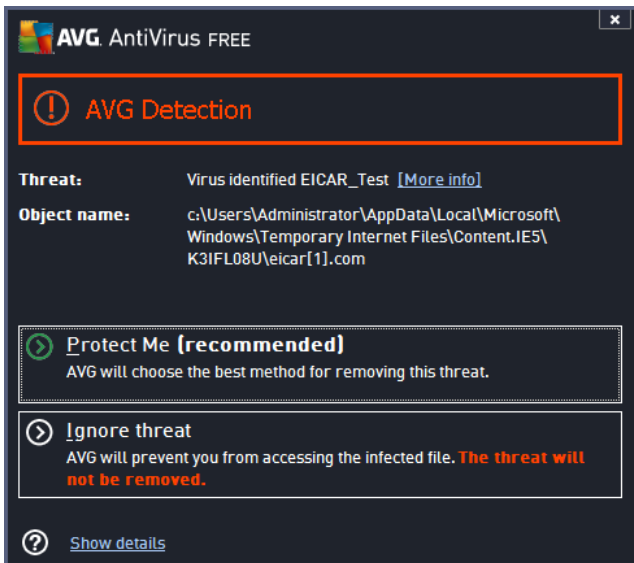 AVG. AntiVirus FREE
x
! AVG Detection
Threat: Virus identified EICAR_Test [More info]
Object name: c:\Users\Administrator\AppData\Local\Microsoft\
Windows\Temporary Internet Files\Content.IE5\
K3IFL08U\eicar[1].com
Protect Me (recommended)
AVG will choose the best method for removing this threat.
Ignore threat
AVG will prevent you from accessing the infected file. The threat will
not be removed.
? Show details